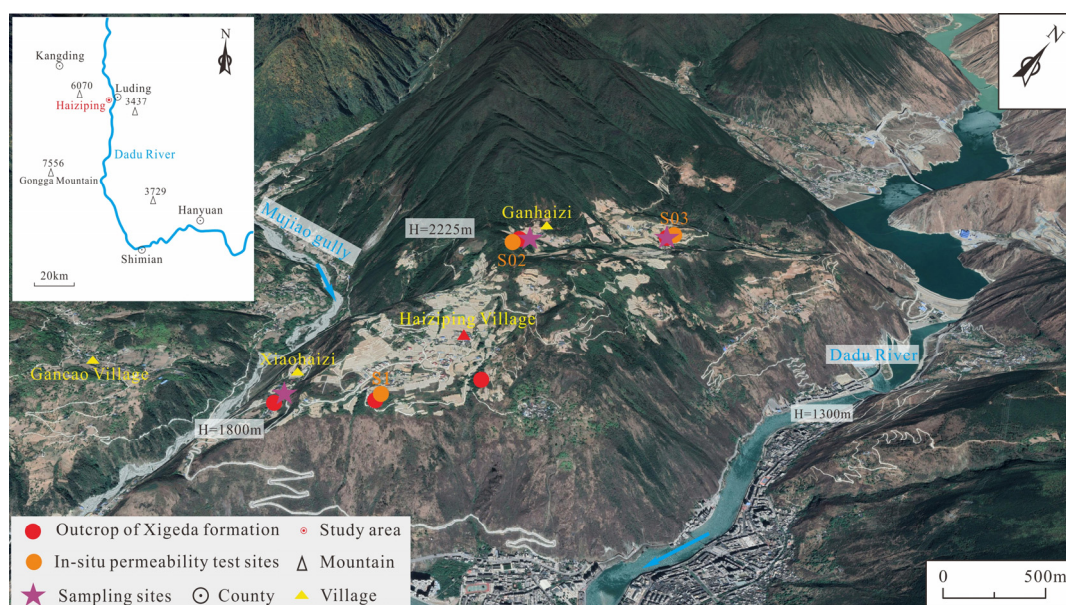 N
Kangding
6070
Luding
Haiziping
3437
Dadu River
7556
Gongga Mountain
3729
Hanyuan
Shimian
20km
N
Mujiao gully
Ganhaizi
S03
H=2225m
S02
Haiziping Village
Dadu River
Xiaohaizi
Gancao Village
S1
H=1300m
H=1800m
Outcrop of Xigeda formation
Study area
In-situ permeability test sites
Mountain
Sampling sites
County
Village
0 500m